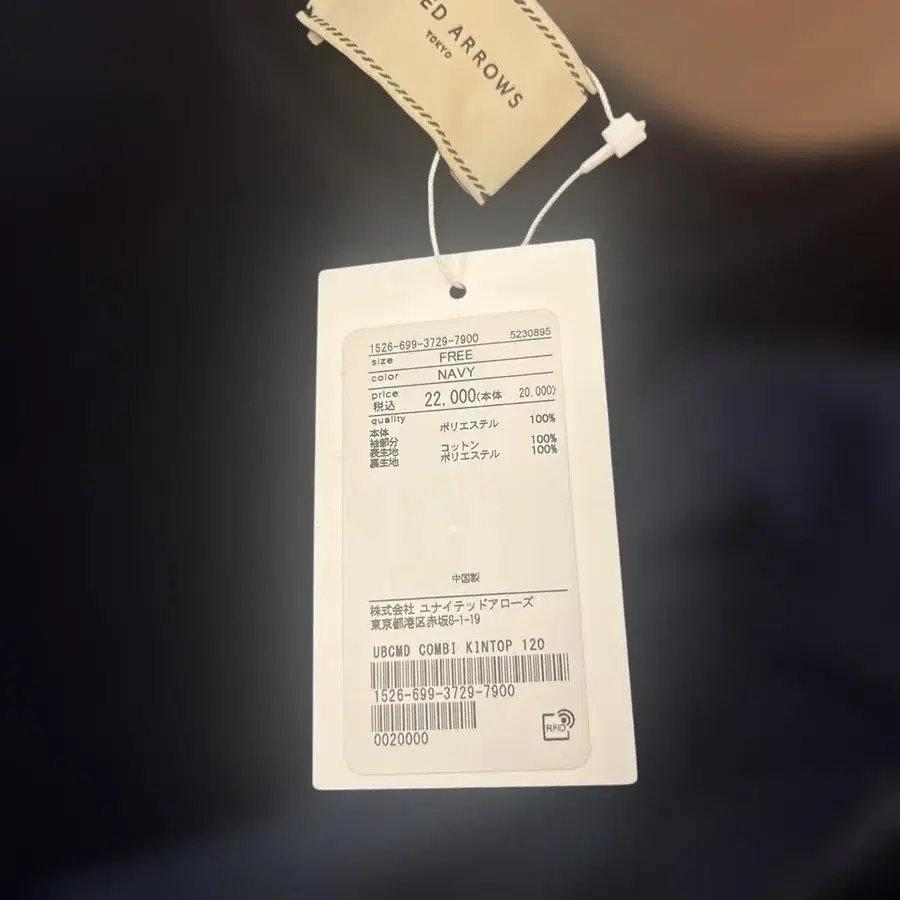 ED ARROWS
TOKYO
1526-699-3729-7900 5230895
size FREE
color NAVY
price
税込 22,000(本体 20,000)
quality
本体 ポリエステル 100%
袖部分
表生地 コットン 100%
裏生地 ポリエステル 100%
中国製
株式会社 ユナイテッドアローズ
東京都港区赤坂8-1-19
UBCMD COMBI KINTOP 120
1526-699-3729-7900
0020000
RFID